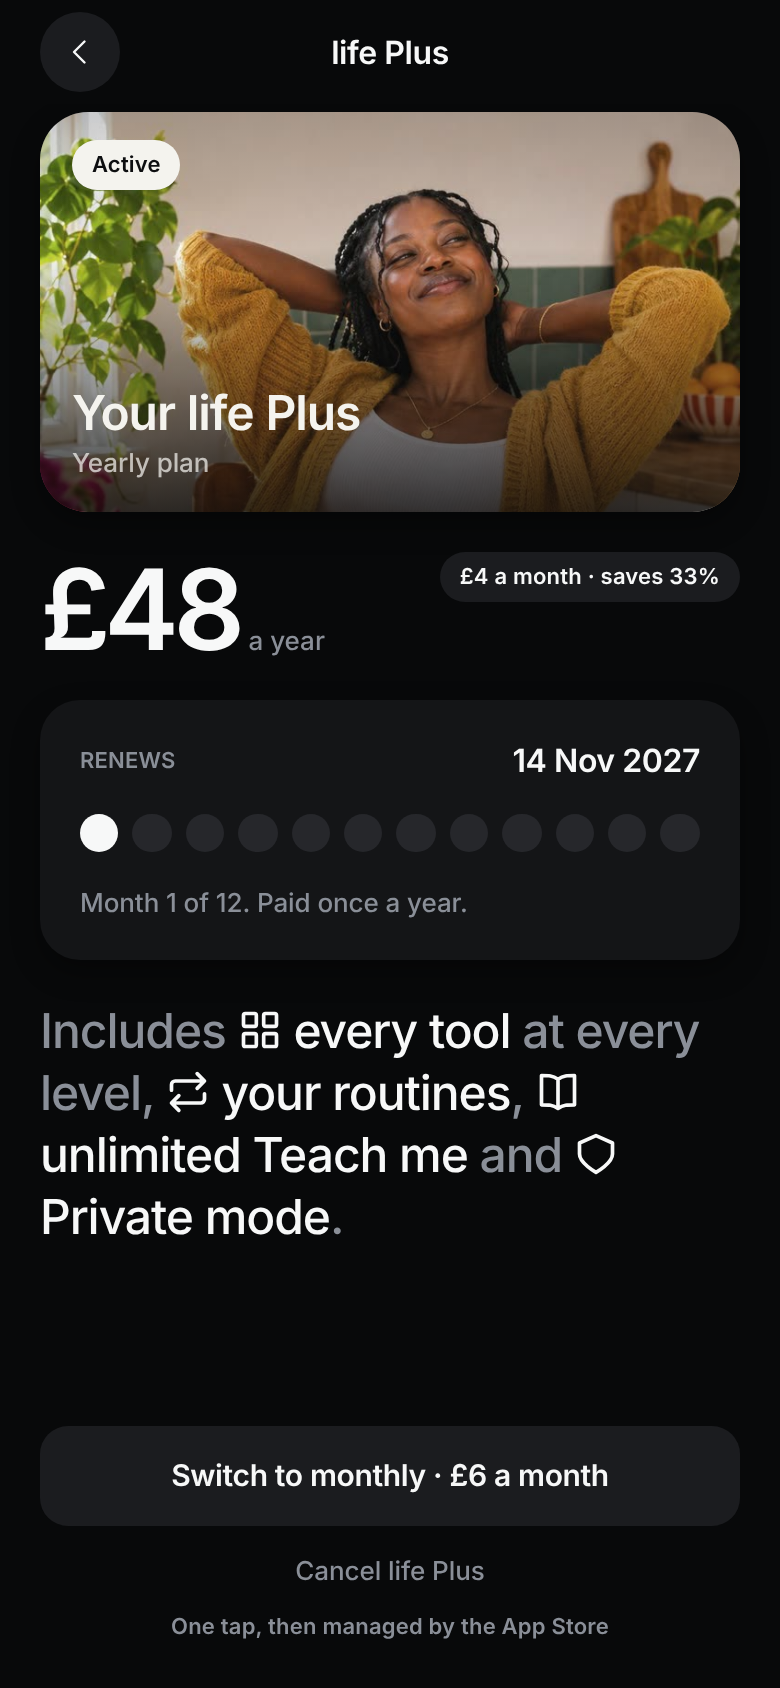 life Plus
Active
Your life Plus
Yearly plan
£48 a year
£4 a month · saves 33%
RENEWS
14 Nov 2027
Month 1 of 12. Paid once a year.
Includes every tool at every
level, your routines,
unlimited Teach me and
Private mode.
Switch to monthly · £6 a month
Cancel life Plus
One tap, then managed by the App Store